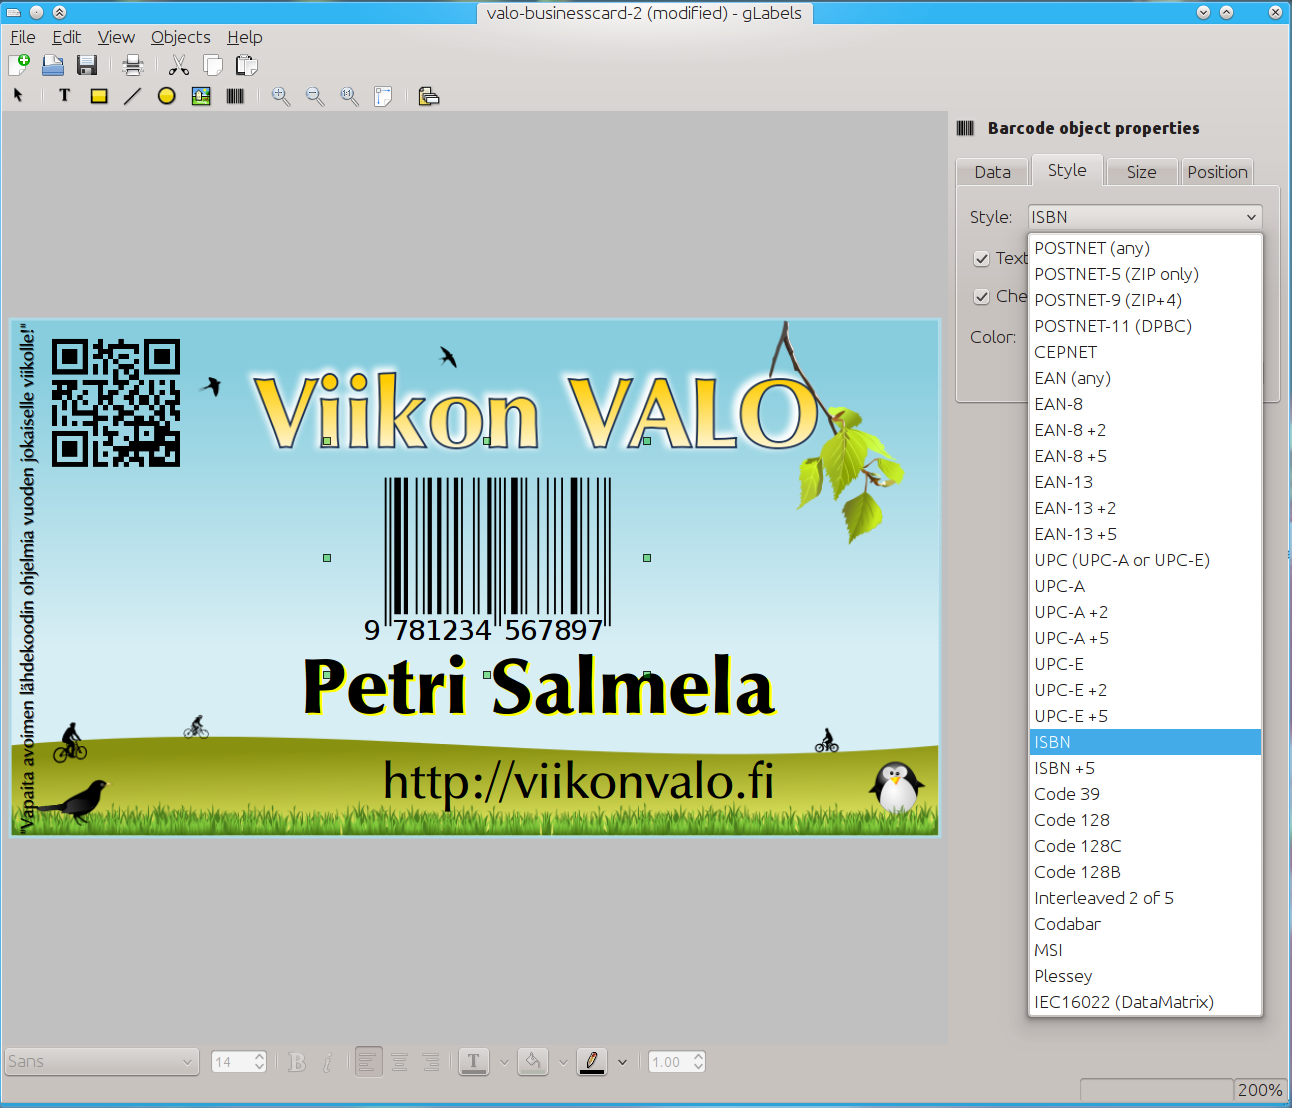 valo-businesscard-2 (modified) - gLabels
File Edit View Objects Help
T
1:1
Barcode object properties
Data Style Size Position
Style: ISBN
Text
Che
Color:
POSTNET (any)
POSTNET-5 (ZIP only)
POSTNET-9 (ZIP+4)
POSTNET-11 (DPBC)
CEPNET
EAN (any)
EAN-8
EAN-8 +2
EAN-8 +5
EAN-13
EAN-13 +2
EAN-13 +5
UPC (UPC-A or UPC-E)
UPC-A
UPC-A +2
UPC-A +5
UPC-E
UPC-E +2
UPC-E +5
ISBN
ISBN +5
Code 39
Code 128
Code 128C
Code 128B
Interleaved 2 of 5
Codabar
MSI
Plessey
IEC16022 (DataMatrix)
"Vapaita avoimen lähdekoodin ohjelmia vuoden jokaiselle viikolle!"
Viikon VALO
9 781234 567897
Petri Salmela
http://viikonvalo.fi
Sans 14 B i T 1.00
200%